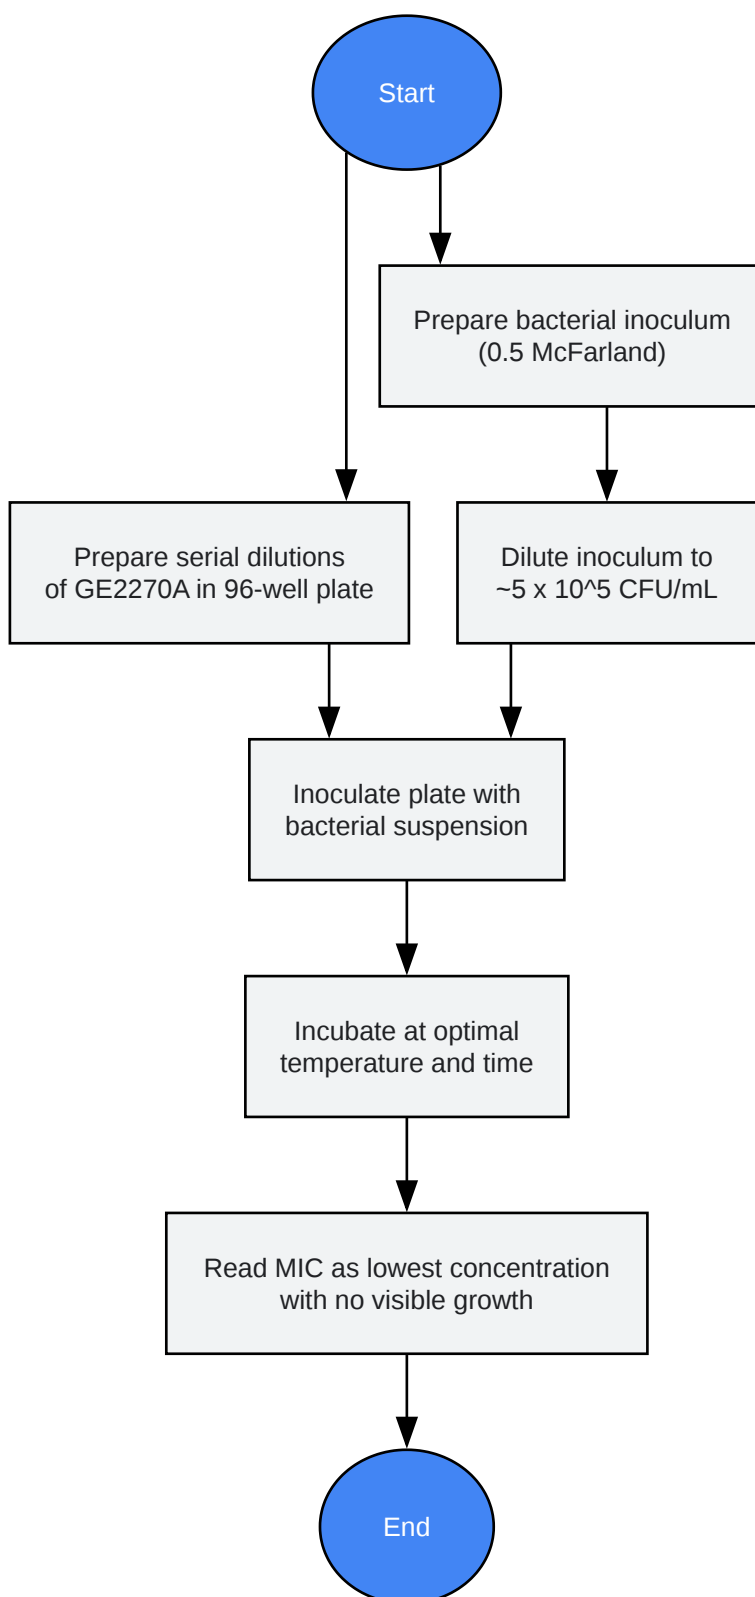 Start
Prepare bacterial inoculum
(0.5 McFarland)
Prepare serial dilutions
of GE2270A in 96-well plate
Dilute inoculum to
~5 x 10^5 CFU/mL
Inoculate plate with
bacterial suspension
Incubate at optimal
temperature and time
Read MIC as lowest concentration
with no visible growth
End